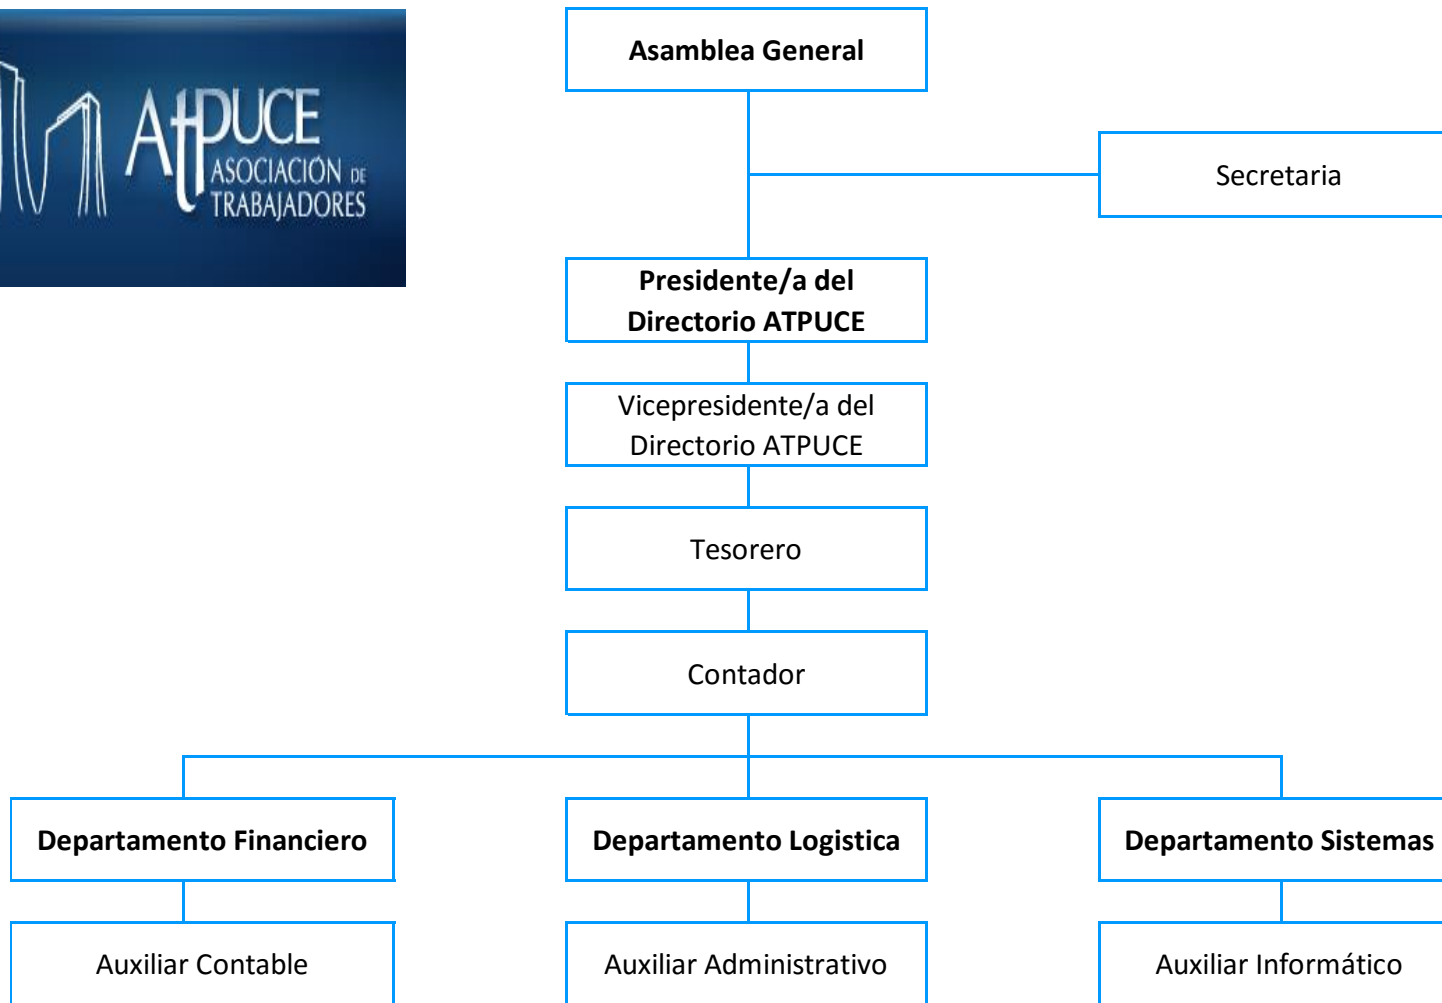 AtPUCE
ASOCIACIÓN DE
TRABAJADORES
Asamblea General
Secretaria
Presidente/a del
Directorio ATPUCE
Vicepresidente/a del
Directorio ATPUCE
Tesorero
Contador
Departamento Financiero
Departamento Logistica
Departamento Sistemas
Auxiliar Contable
Auxiliar Administrativo
Auxiliar Informático